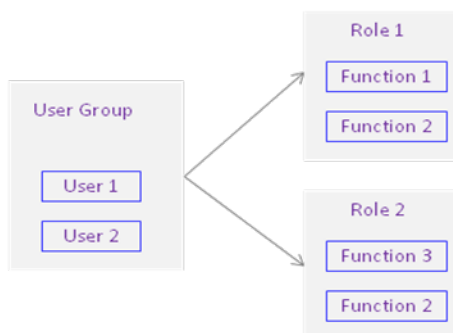 User Group
User 1
User 2
Role 1
Function 1
Function 2
Role 2
Function 3
Function 2